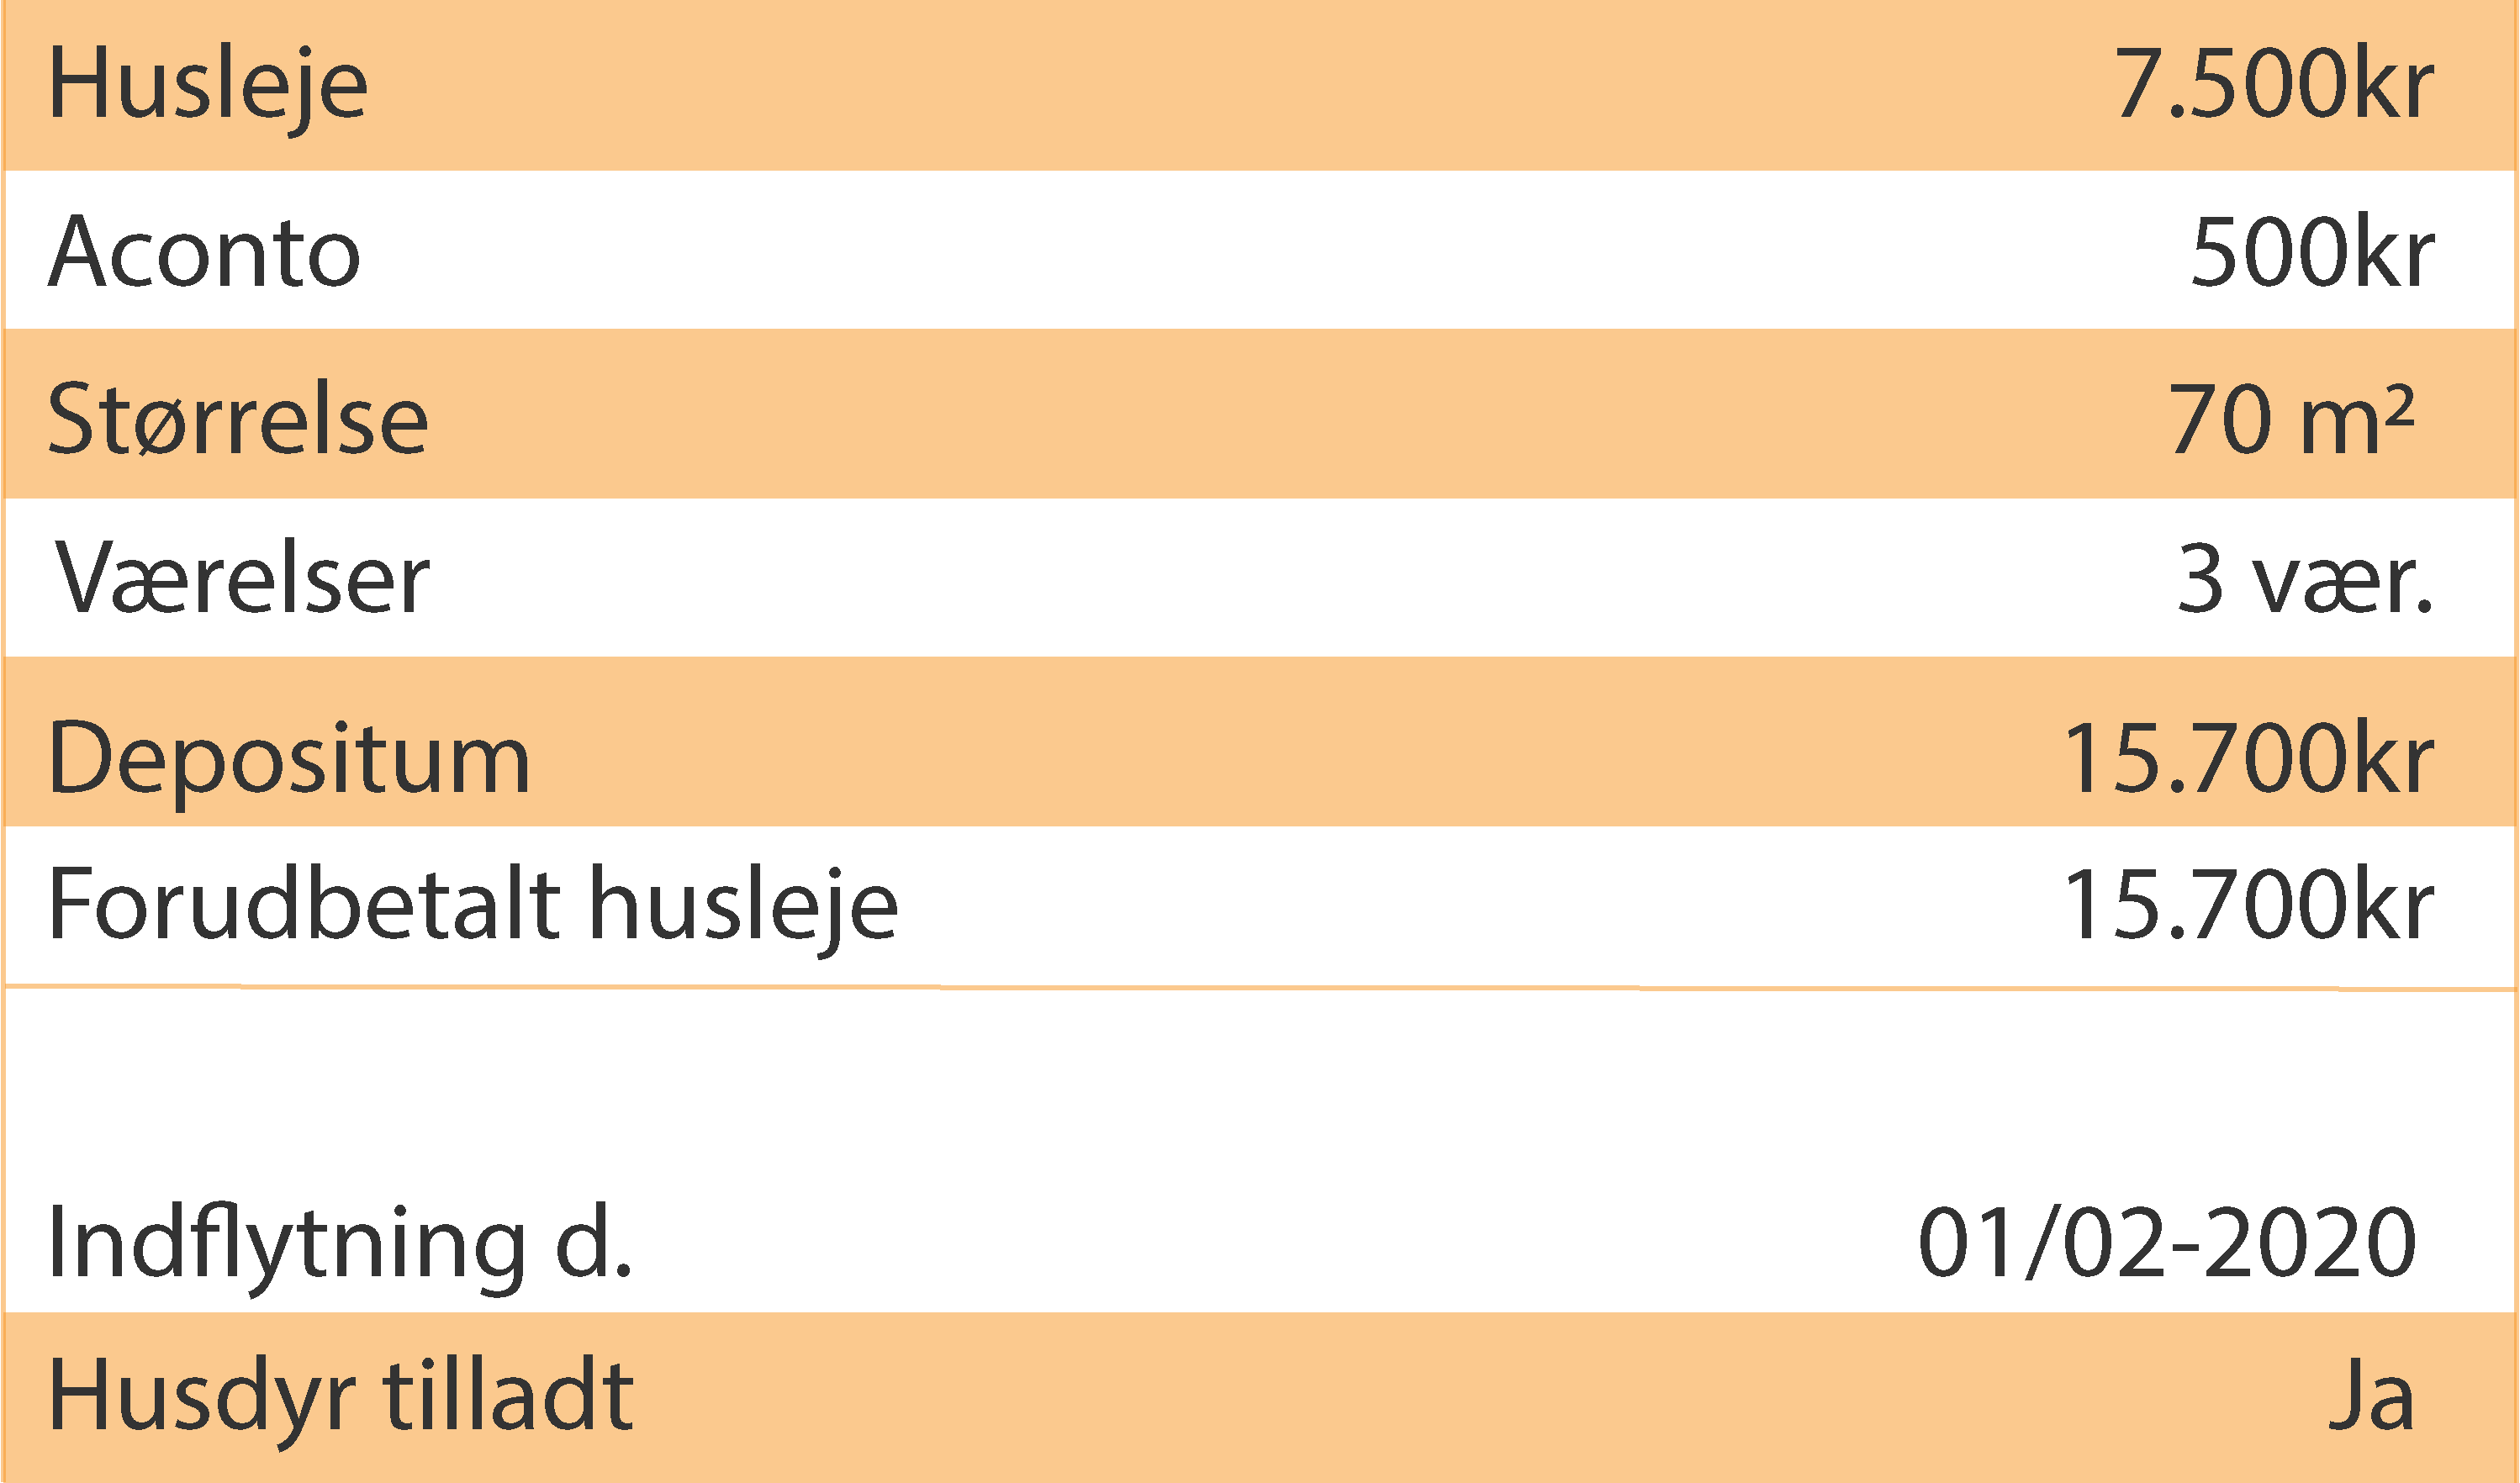 Husleje 7.500kr
Aconto 500kr
Størrelse 70 m²
Værelser 3 vær.
Depositum 15.700kr
Forudbetalt husleje 15.700kr
Indflytning d. 01/02-2020
Husdyr tilladt Ja